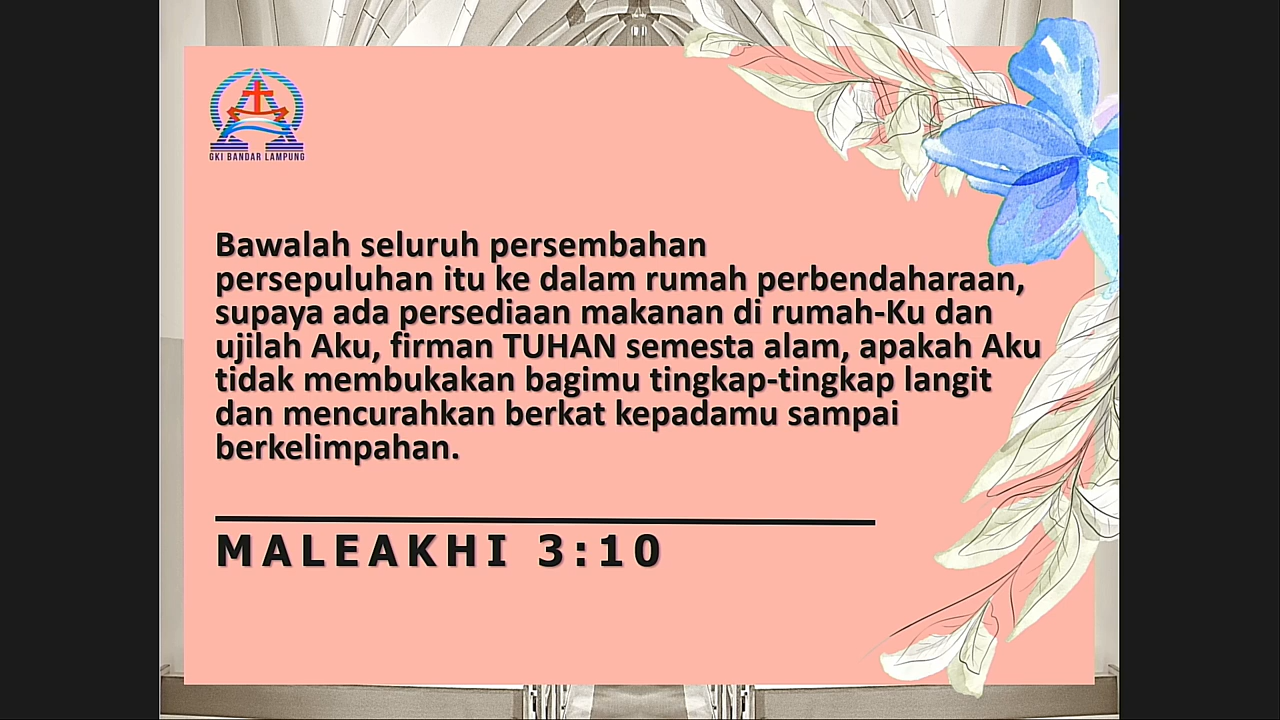 GKI BANDAR LAMPUNG
Bawalah seluruh persembahan
persepuluhan itu ke dalam rumah perbendaharaan,
supaya ada persediaan makanan di rumah-Ku dan
ujilah Aku, firman TUHAN semesta alam, apakah Aku
tidak membukakan bagimu tingkap-tingkap langit
dan mencurahkan berkat kepadamu sampai
berkelimpahan.
MALEAKHI 3:10